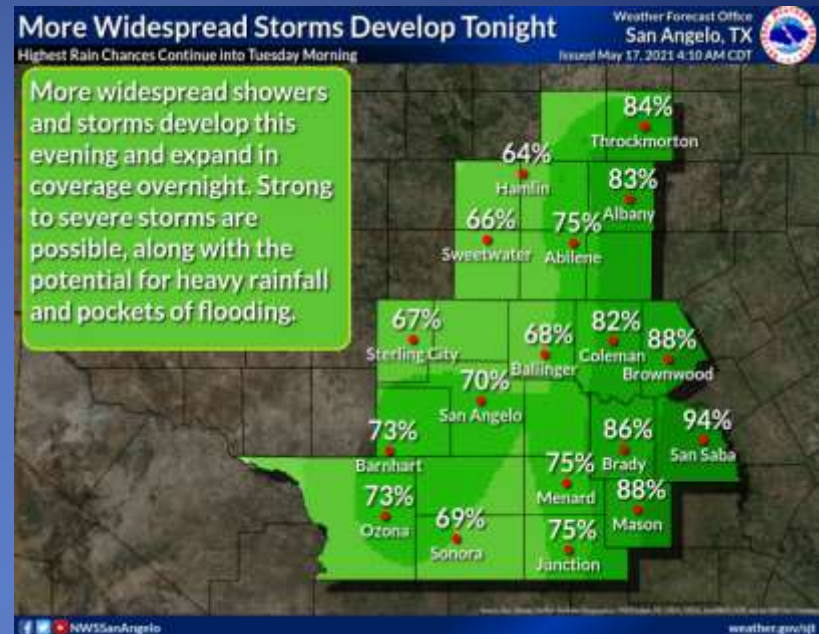 More Widespread Storms Develop Tonight
Highest Rain Chances Continue into Tuesday Morning
Weather Forecast Office
San Angelo, TX
Issued May 17, 2021 4:10 AM CDT
More widespread showers
and storms develop this
evening and expand in
coverage overnight. Strong
to severe storms are
possible, along with the
potential for heavy rainfall
and pockets of flooding.
84%
Throckmorton
64%
Hamlin
83%
Albany
66%
Sweetwater
75%
Abilene
67%
Sterling City
68%
Ballinger
82%
Coleman
88%
Brownwood
70%
San Angelo
73%
Barnhart
86%
Brady
94%
San Saba
73%
Ozona
75%
Menard
88%
Mason
69%
Sonora
75%
Junction
NWSSanAngelo
weather.gov/sjt